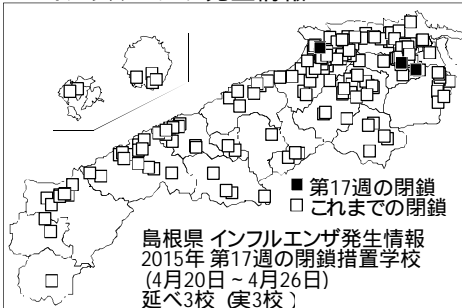 ■ 第17週の閉鎖
□ これまでの閉鎖
島根県 インフルエンザ発生情報
2015年 第17週の閉鎖措置学校
(4月20日～4月26日)
延べ3校 (実3校 )